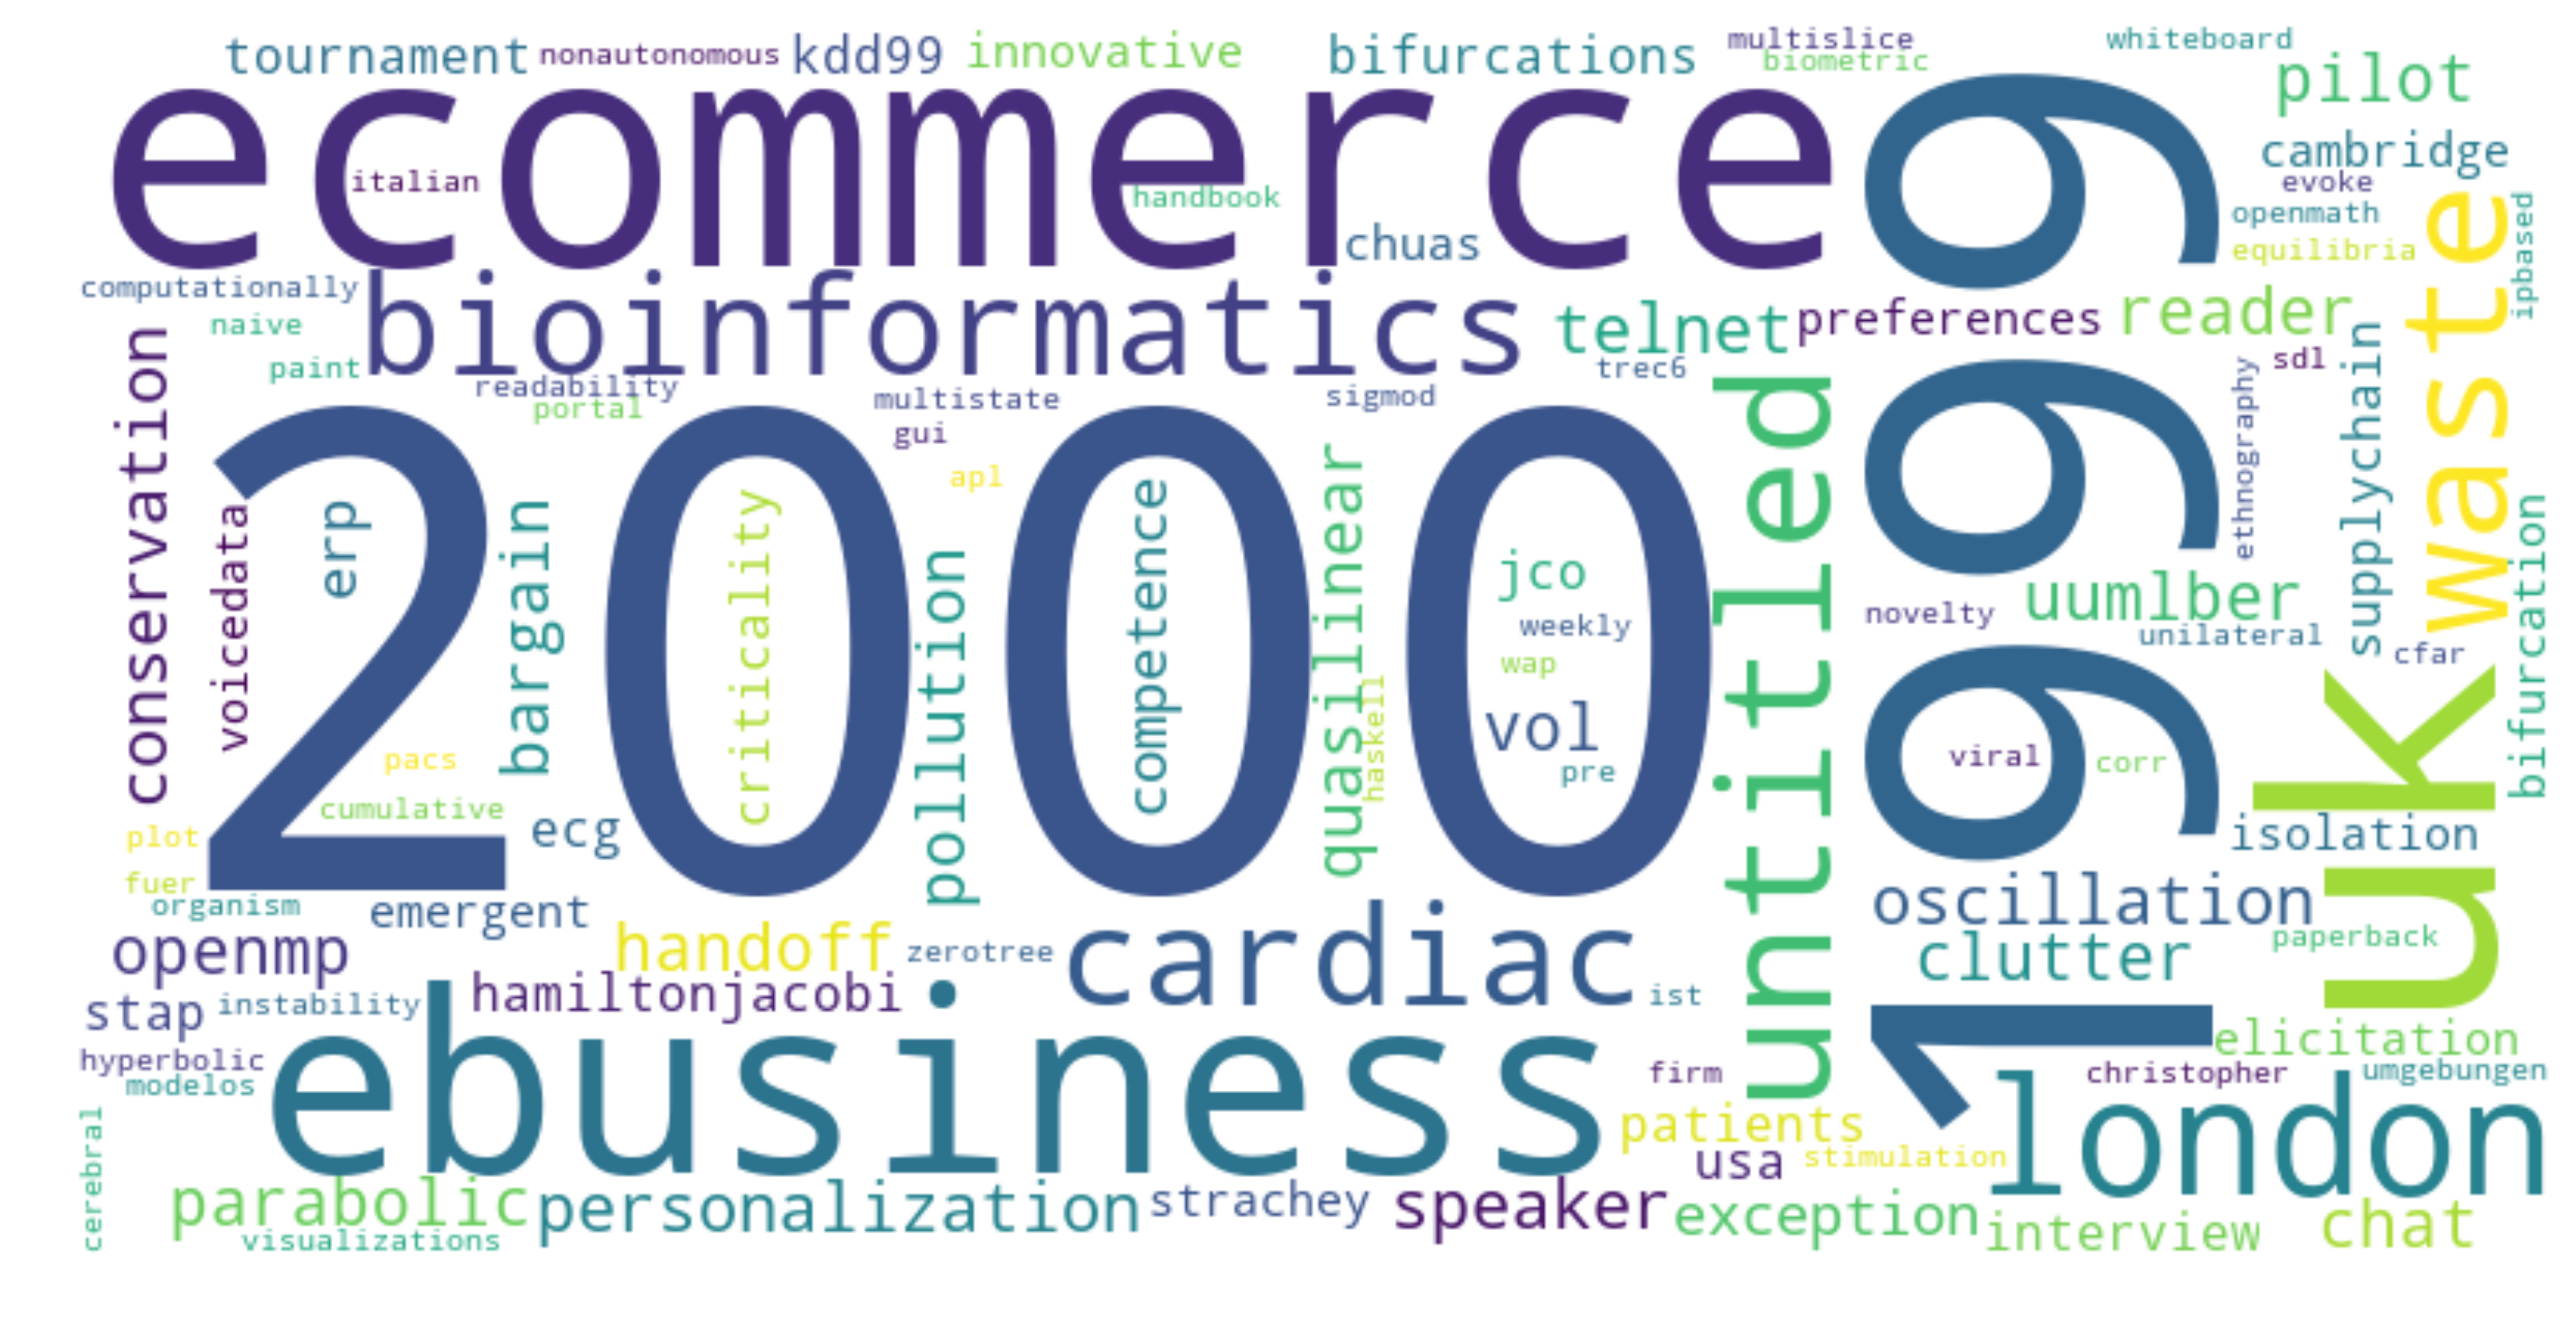 tournament
nonautonomous
kdd99
innovative
bifurcations
multislice
biometric
whiteboard
pilot
ecommerce
italian
handbook
chuas
1999
cambridge
evoke
openmath
equilibria
ipbased
waste
computationally
naive
paint
bioinformatics
telnet
preferences
reader
trec6
sdl
readability
portal
multistate
gui
sigmod
apl
conservation
voicedata
erp
2000
bargain
criticality
pollution
competence
quasilinear
haskell
jco
weekly
wap
vol
pre
untitled
ethnography
supplychain
novelty
uumlber
unilateral
cfar
bifurcation
viral
corr
uk
pacs
cumulative
plot
ecg
fuer
organism
emergent
isolation
oscillation
openmp
handoff
zerotree
cardiac
clutter
paperback
stap
instability
hamiltonjacobi
ist
hyperbolic
modelos
ebusiness
firm
elicitation
christopher
umgebungen
cerebral
patients
usa
stimulation
london
parabolic
visualizations
personalization
strachey
speaker
exception
interview
chat